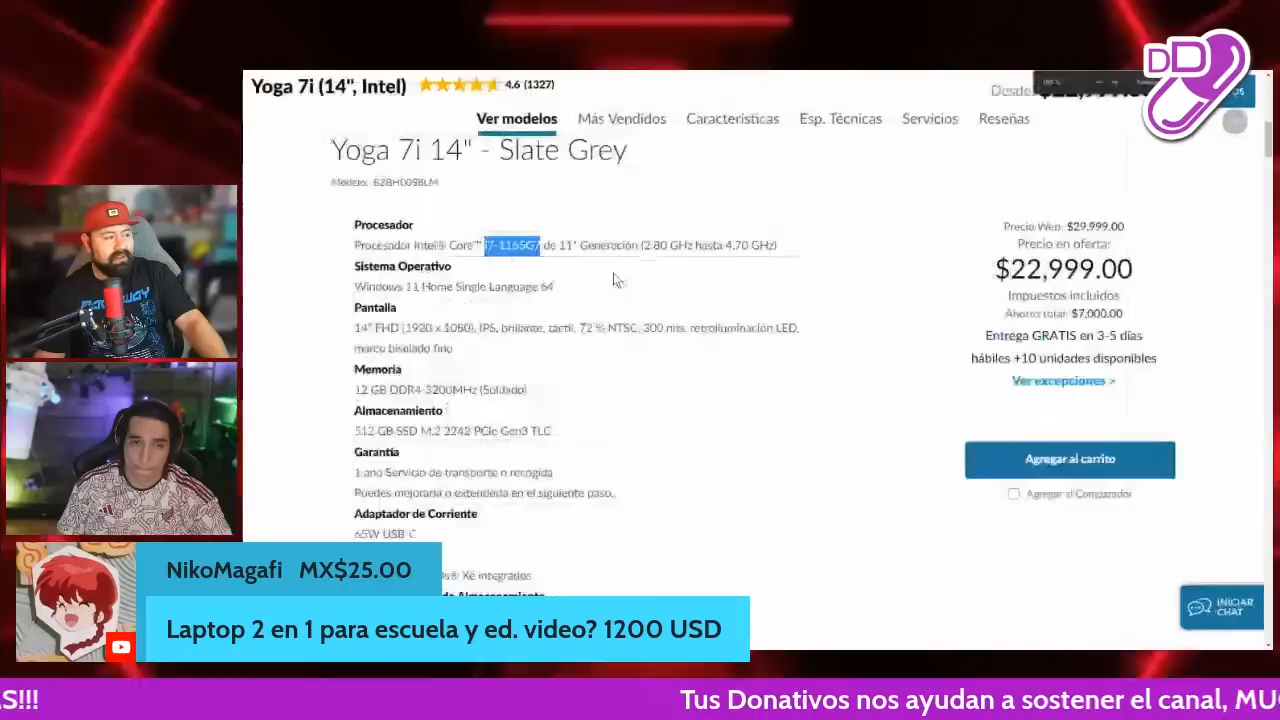 Yoga 7i (14", Intel)
4.6 (1327)
Desde
Ver modelos
Más Vendidos
Características
Esp. Técnicas
Servicios
Reseñas
Yoga 7i 14" - Slate Grey
Modelo:
Procesador
Procesador Intel® Core™ i7-1165G7 de 11ª Generación (2.80 GHz hasta 4.70 GHz)
Sistema Operativo
Windows 11 Home Single Language 64
Pantalla
14" FHD (1920 x 1080), IPS, brillante, táctil, 72 % NTSC, 300 nits, retroiluminación LED,
marco biselado fino
Memoria
12 GB DDR4 3200MHz (Soldado)
Almacenamiento
512 GB SSD M.2 2242 PCIe Gen3 TLC
Garantía
1 ano Servicio de transporte o recogida
Puedes mejorarla o extenderla en el siguiente paso.
Adaptador de Corriente
65W USB C
Xe integrados
Precio Web: $29,999.00
Precio en oferta
$22,999.00
Impuestos incluidos
Ahorro total: $7,000.00
Entrega GRATIS en 3-5 días
hábiles +10 unidades disponibles
Ver excepciones >
Agregar al carrito
Agregar al Comparador
INICIAR
CHAT
DD
NikoMagafi MX$25.00
Laptop 2 en 1 para escuela y ed. video? 1200 USD
S!!! Tus Donativos nos ayudan a sostener el canal, MU